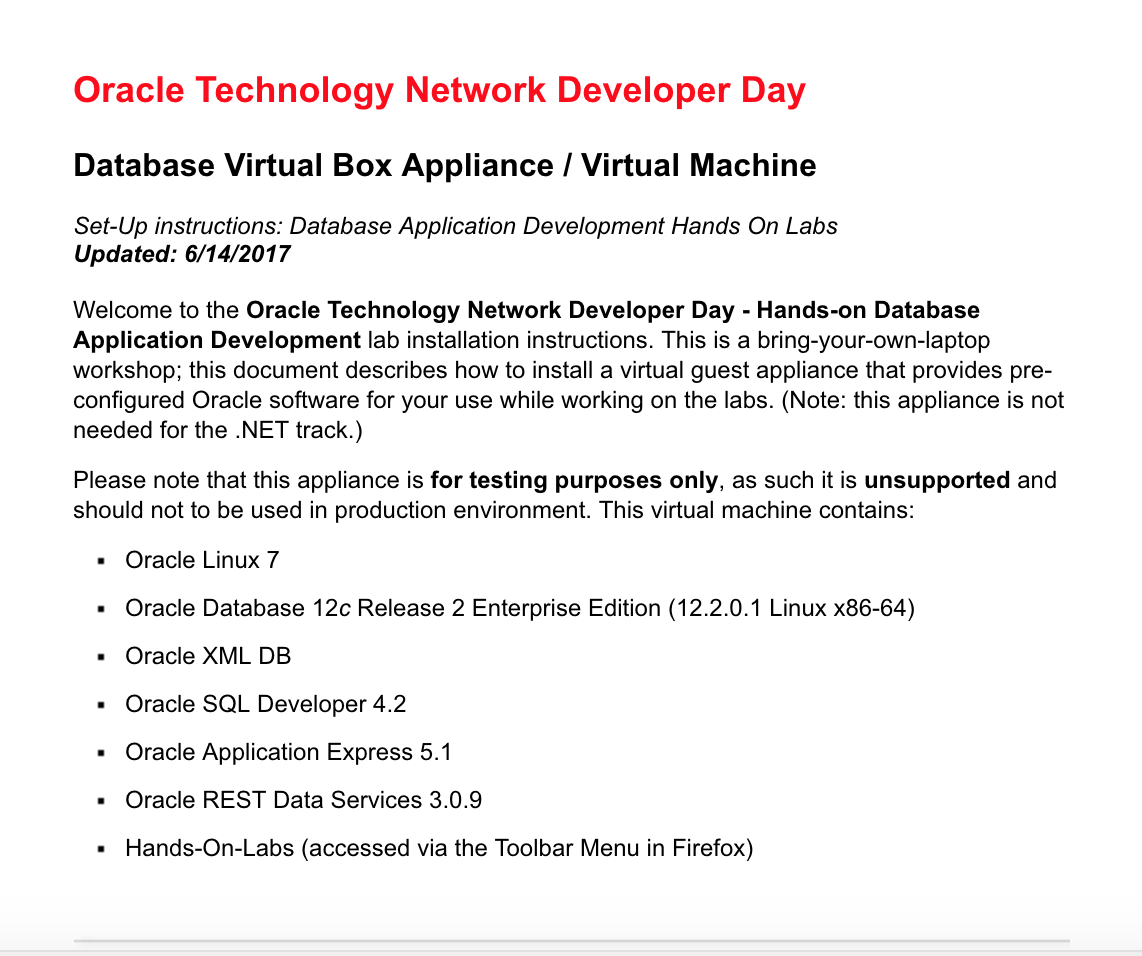 Oracle Technology Network Developer Day
Database Virtual Box Appliance / Virtual Machine
Set-Up instructions: Database Application Development Hands On Labs
Updated: 6/14/2017
Welcome to the Oracle Technology Network Developer Day - Hands-on Database
Application Development lab installation instructions. This is a bring-your-own-laptop
workshop; this document describes how to install a virtual guest appliance that provides pre-
configured Oracle software for your use while working on the labs. (Note: this appliance is not
needed for the .NET track.)
Please note that this appliance is for testing purposes only, as such it is unsupported and
should not to be used in production environment. This virtual machine contains:
▪ Oracle Linux 7
▪ Oracle Database 12c Release 2 Enterprise Edition (12.2.0.1 Linux x86-64)
▪ Oracle XML DB
▪ Oracle SQL Developer 4.2
▪ Oracle Application Express 5.1
▪ Oracle REST Data Services 3.0.9
▪ Hands-On-Labs (accessed via the Toolbar Menu in Firefox)